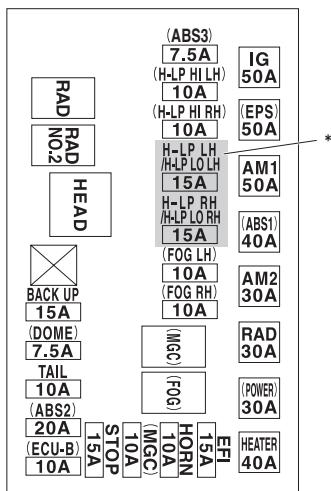 (ABS3)
7.5A
(H-LP HI LH)
10A
(H-LP HI RH)
10A
H-LP LH
/H-LP LO LH
15A
H-LP RH
/H-LP LO RH
15A
(FOG LH)
10A
(FOG RH)
10A
(MGC)
(FOG)
RAD
RAD
NO.2
HEAD
BACK UP
15A
(DOME)
7.5A
TAIL
10A
(ABS2)
20A
(ECU-B)
10A
STOP
15A
(MGC)
10A
HORN
10A
EFI
15A
IG
50A
(EPS)
50A
AM1
50A
(ABS1)
40A
AM2
30A
RAD
30A
(POWER)
30A
HEATER
40A
*